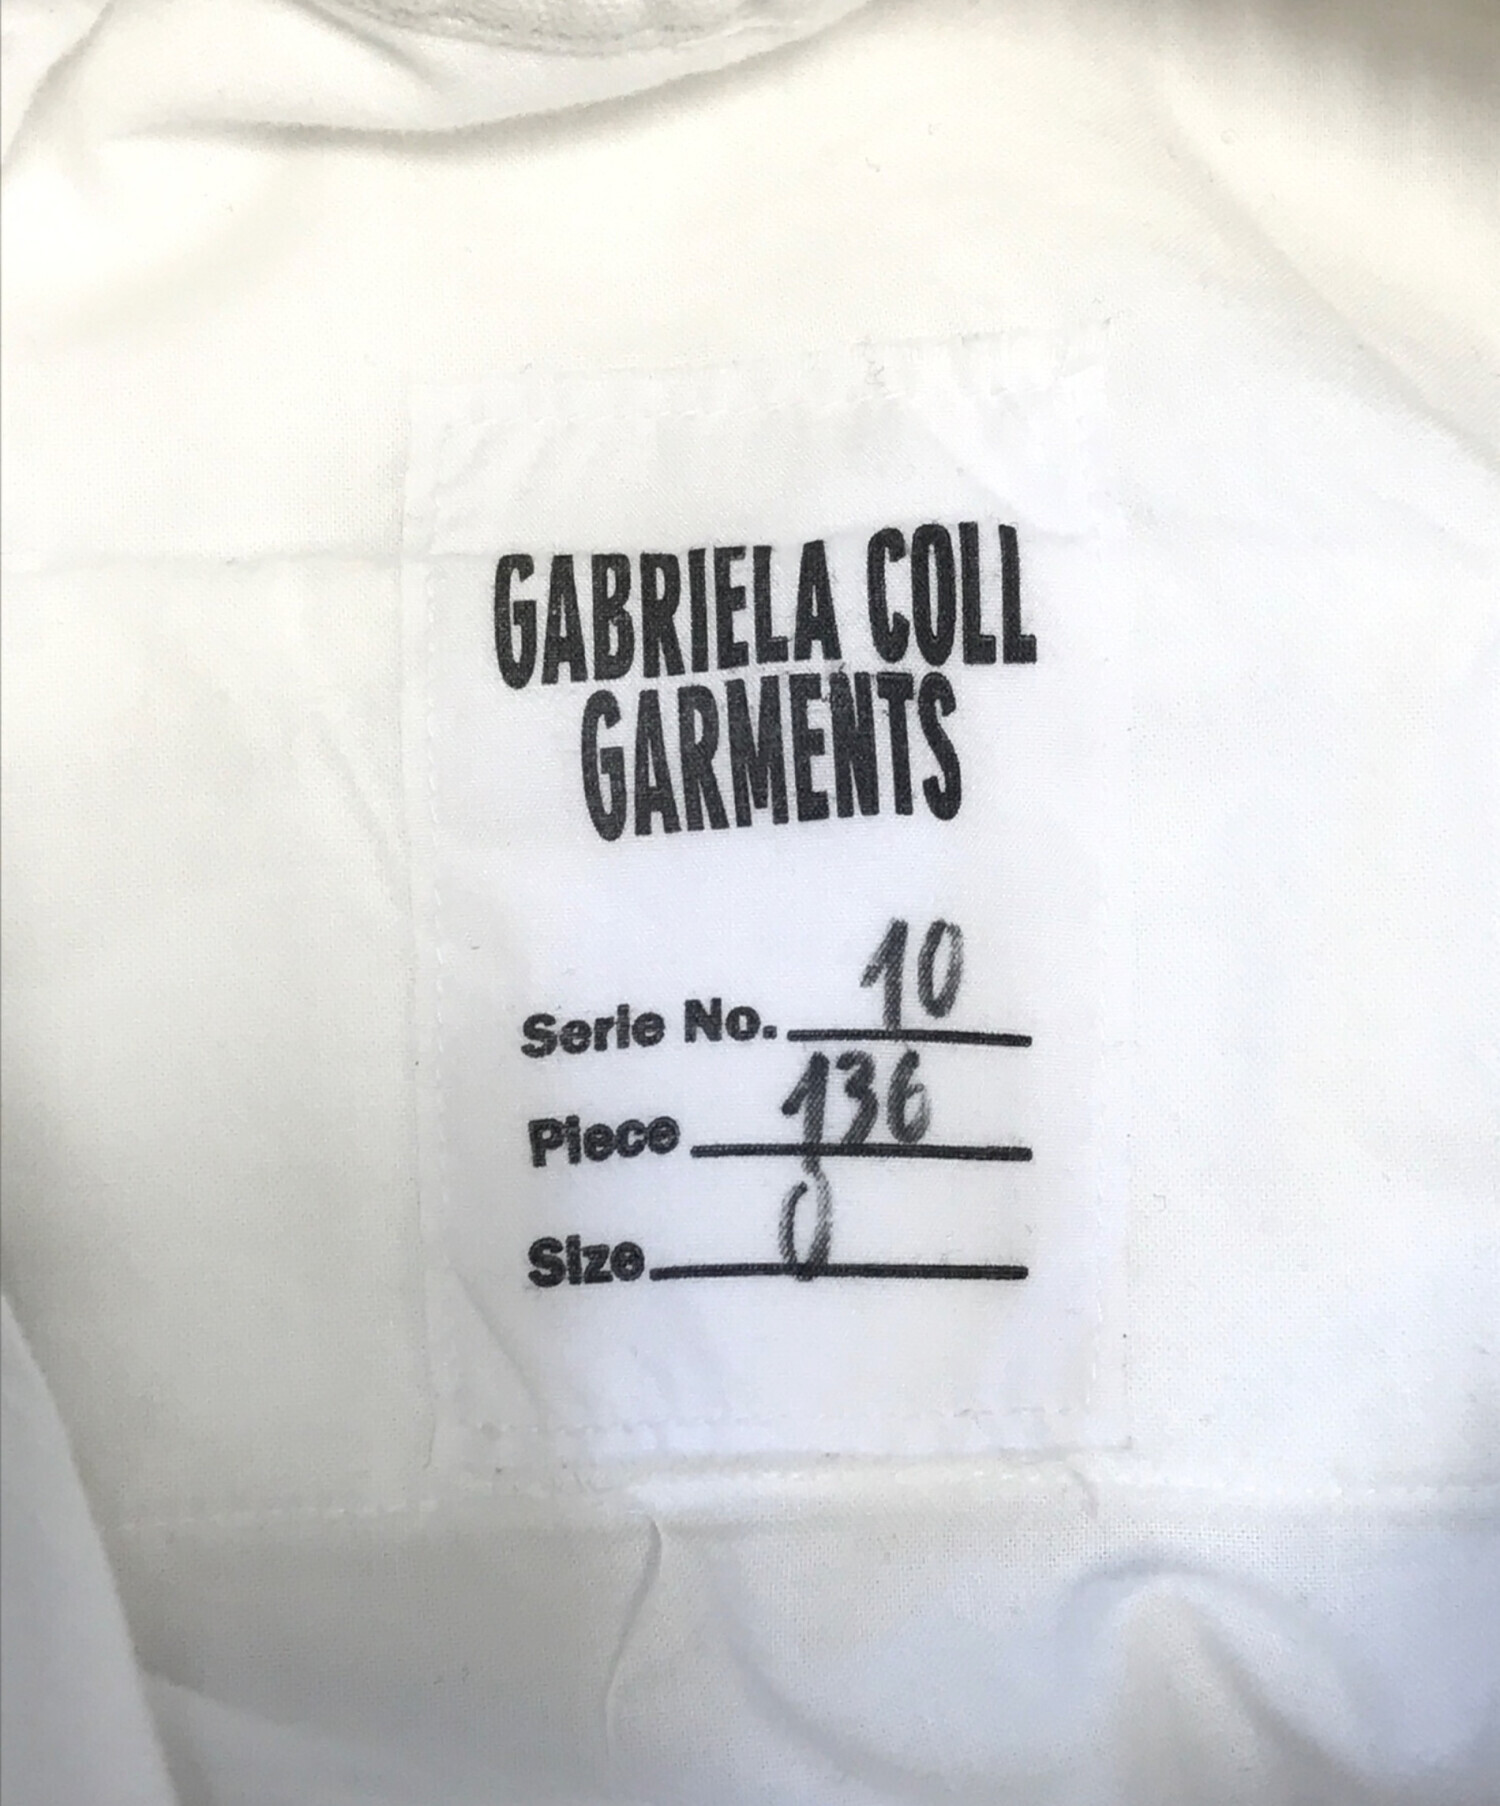 GABRIELA COLL
GARMENTS
Serie No. 10
Piece 136
Size 0